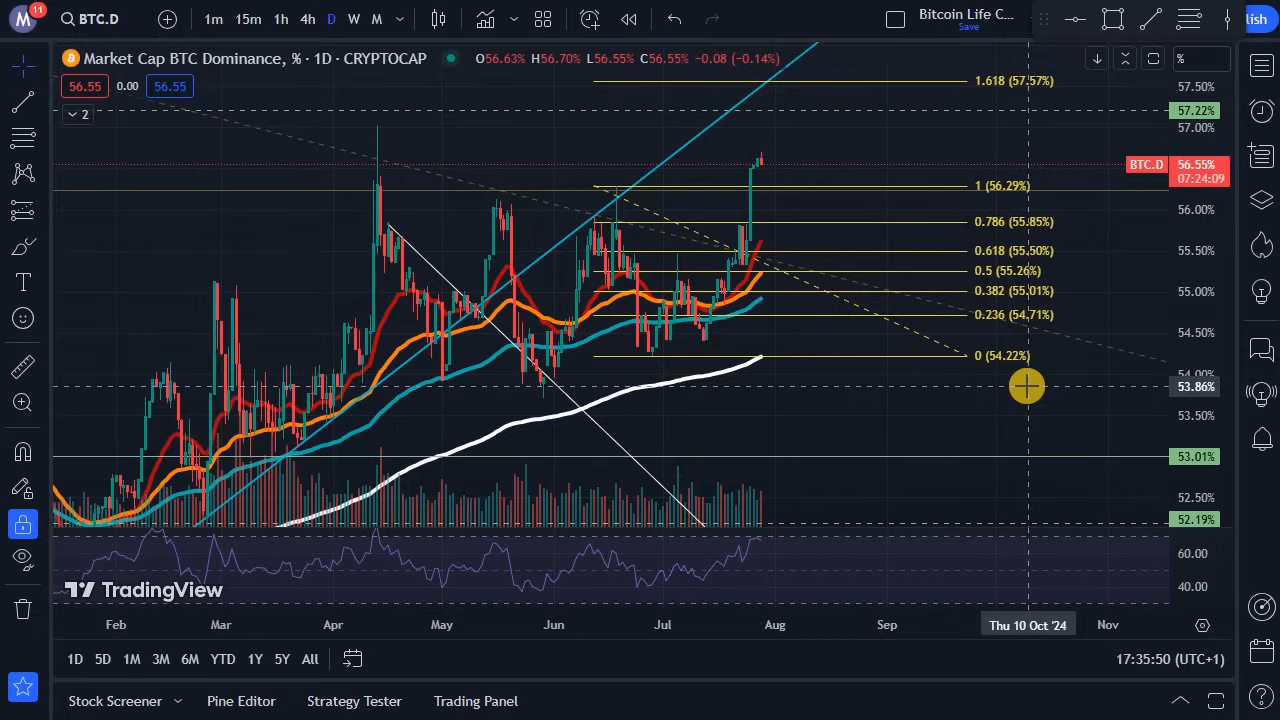 M
11
BTC.D
1m 15m 1h 4h D W M
Bitcoin Life C...
Save
lish
Market Cap BTC Dominance, % · 1D · CRYPTOCAP
O56.63% H56.70% L56.55% C56.55% -0.08 (-0.14%)
%
56.55 0.00 56.55
2
1.618 (57.57%)
57.50%
57.22%
57.00%
BTC.D 56.55%
07:24:09
1 (56.29%)
56.00%
0.786 (55.85%)
55.50%
0.618 (55.50%)
0.5 (55.26%)
0.382 (55.01%)
55.00%
0.236 (54.71%)
54.50%
0 (54.22%)
54.00%
53.86%
53.50%
53.01%
52.50%
52.19%
60.00
40.00
TradingView
Feb Mar Apr May Jun Jul Aug Sep Thu 10 Oct '24 Nov
1D 5D 1M 3M 6M YTD 1Y 5Y All
17:35:50 (UTC+1)
Stock Screener Pine Editor Strategy Tester Trading Panel